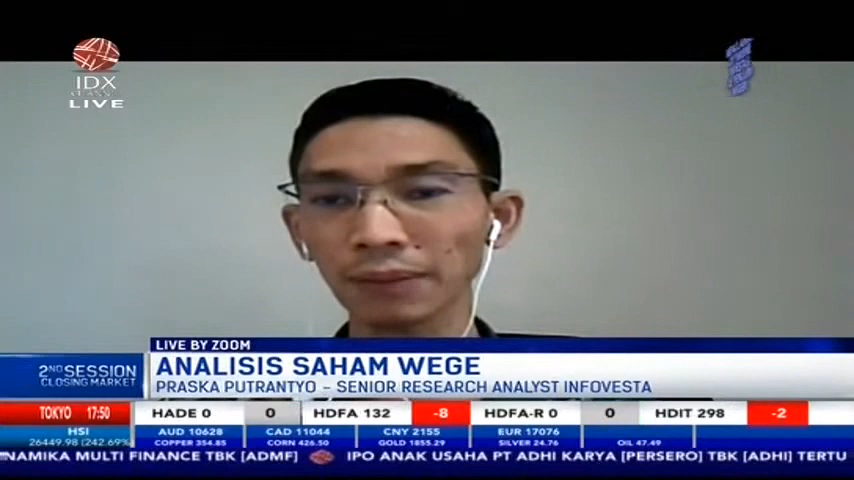 IDX
LIVE
LIVE BY ZOOM
2ND SESSION
CLOSING MARKET
ANALISIS SAHAM WEGE
PRASKA PUTRANTYO – SENIOR RESEARCH ANALYST INFOVESTA
TOKYO 17:50 HADE 0 0 HDFA 132 -8 HDFA-R 0 0 HDIT 298 -2
HSI AUD 10628 CAD 11044 CNY 2155 EUR 17076
26449.98 (242.69%) COPPER 354.85 CORN 426.50 GOLD 1855.29 SILVER 24.76 OIL 47.49
NAMIKA MULTI FINANCE TBK [ADMF] IPO ANAK USAHA PT ADHI KARYA [PERSERO] TBK [ADHI] TERTU